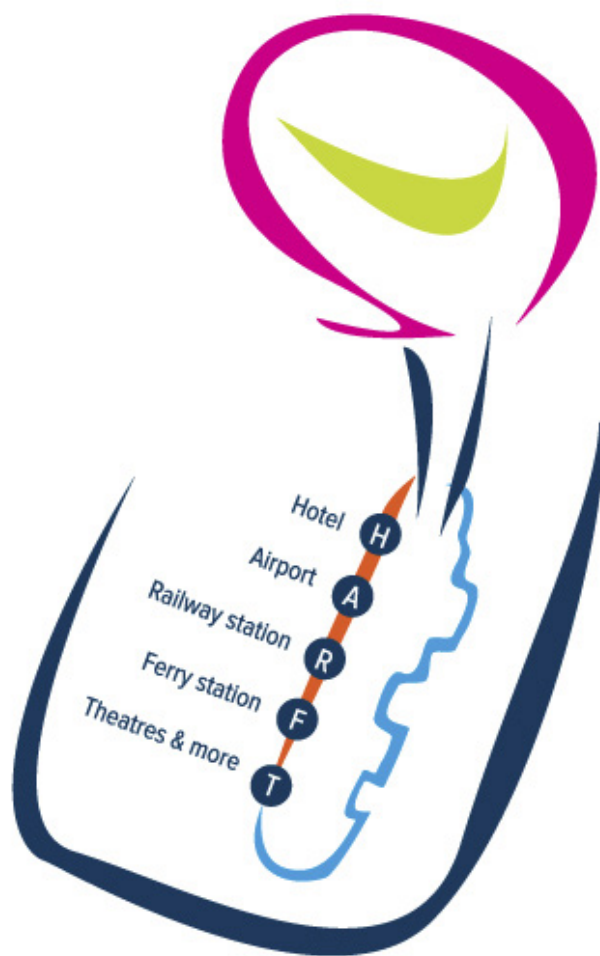 Hotel H
Airport A
Railway station R
Ferry station F
Theatres & more T